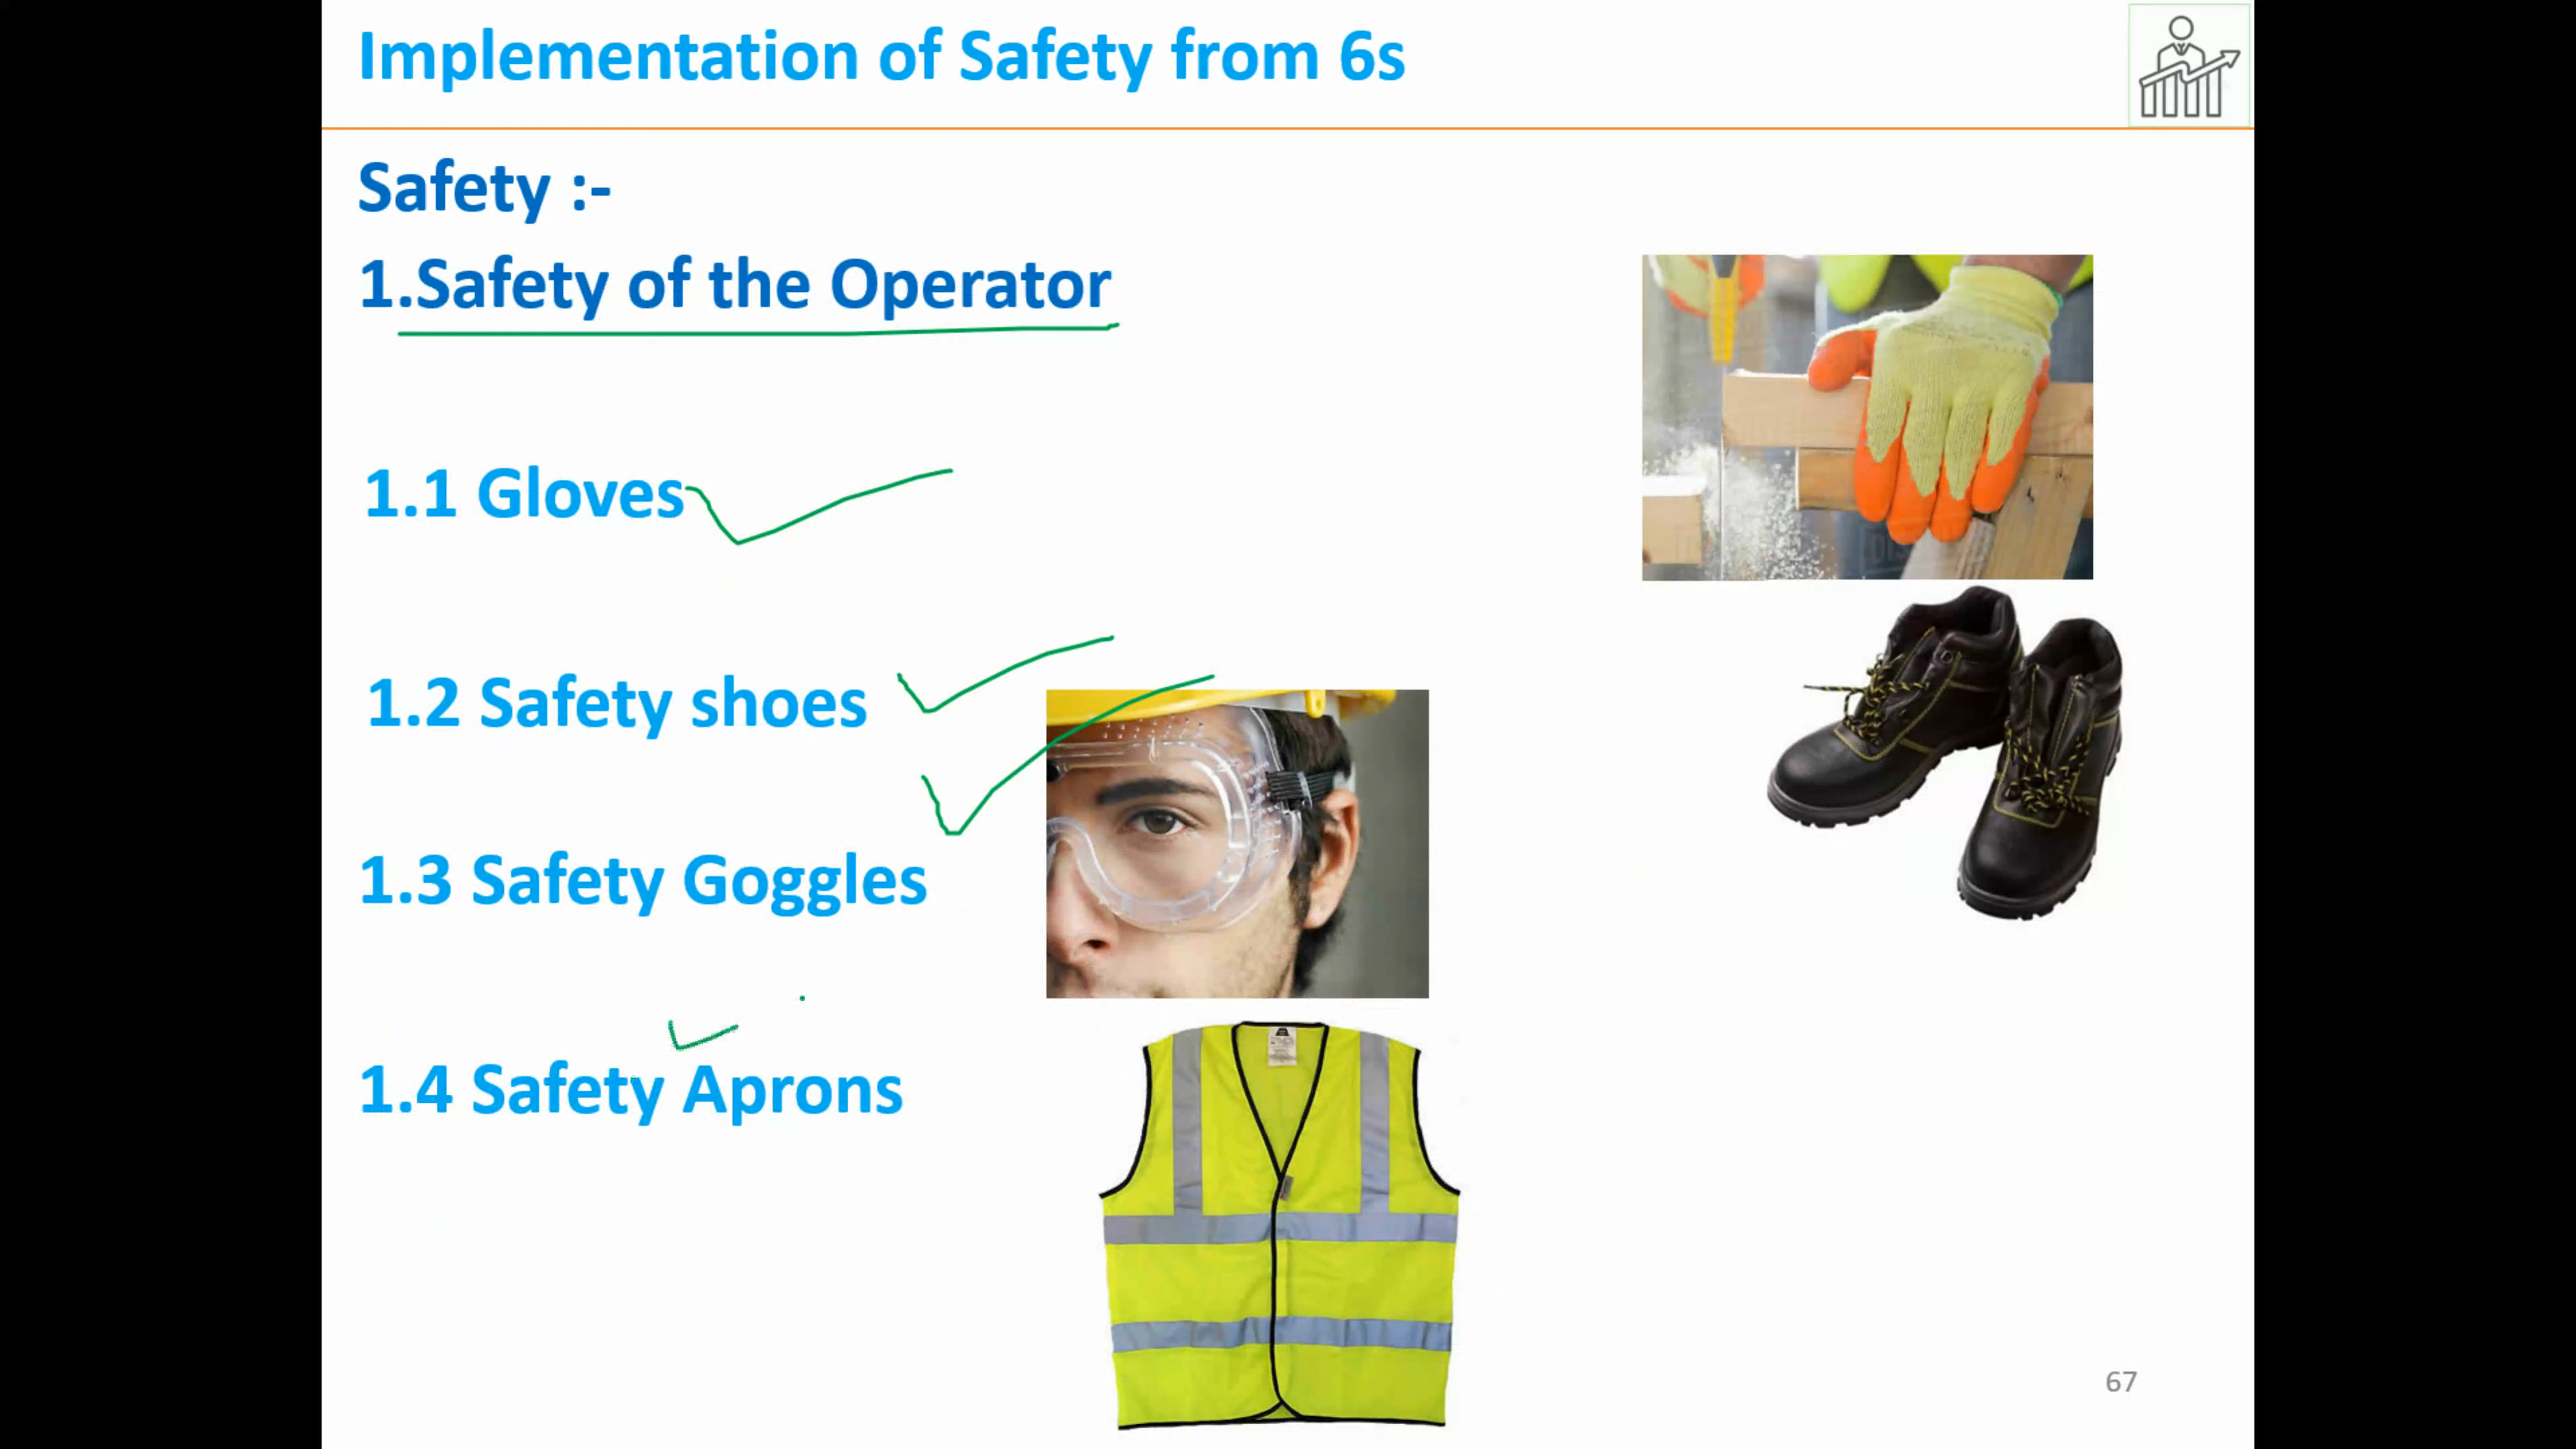 Implementation of Safety from 6s
Safety :-
1.Safety of the Operator
1.1 Gloves
1.2 Safety shoes
1.3 Safety Goggles
1.4 Safety Aprons
67